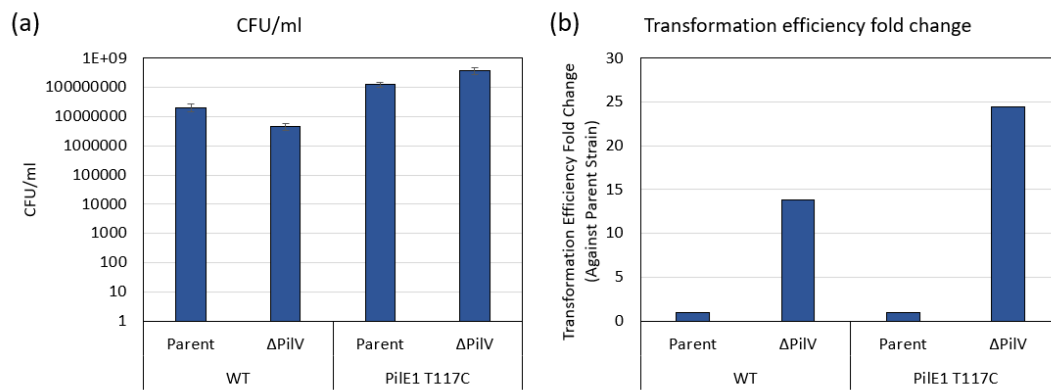 (a)
CFU/ml
1E+09
100000000
10000000
1000000
100000
10000
1000
100
10
1
CFU/ml
Parent
ΔPilV
Parent
ΔPilV
WT
PilE1 T117C
(b)
Transformation efficiency fold change
30
25
20
15
10
5
0
Transformation Efficiency Fold Change
(Against Parent Strain)
Parent
ΔPilV
Parent
ΔPilV
WT
PilE1 T117C